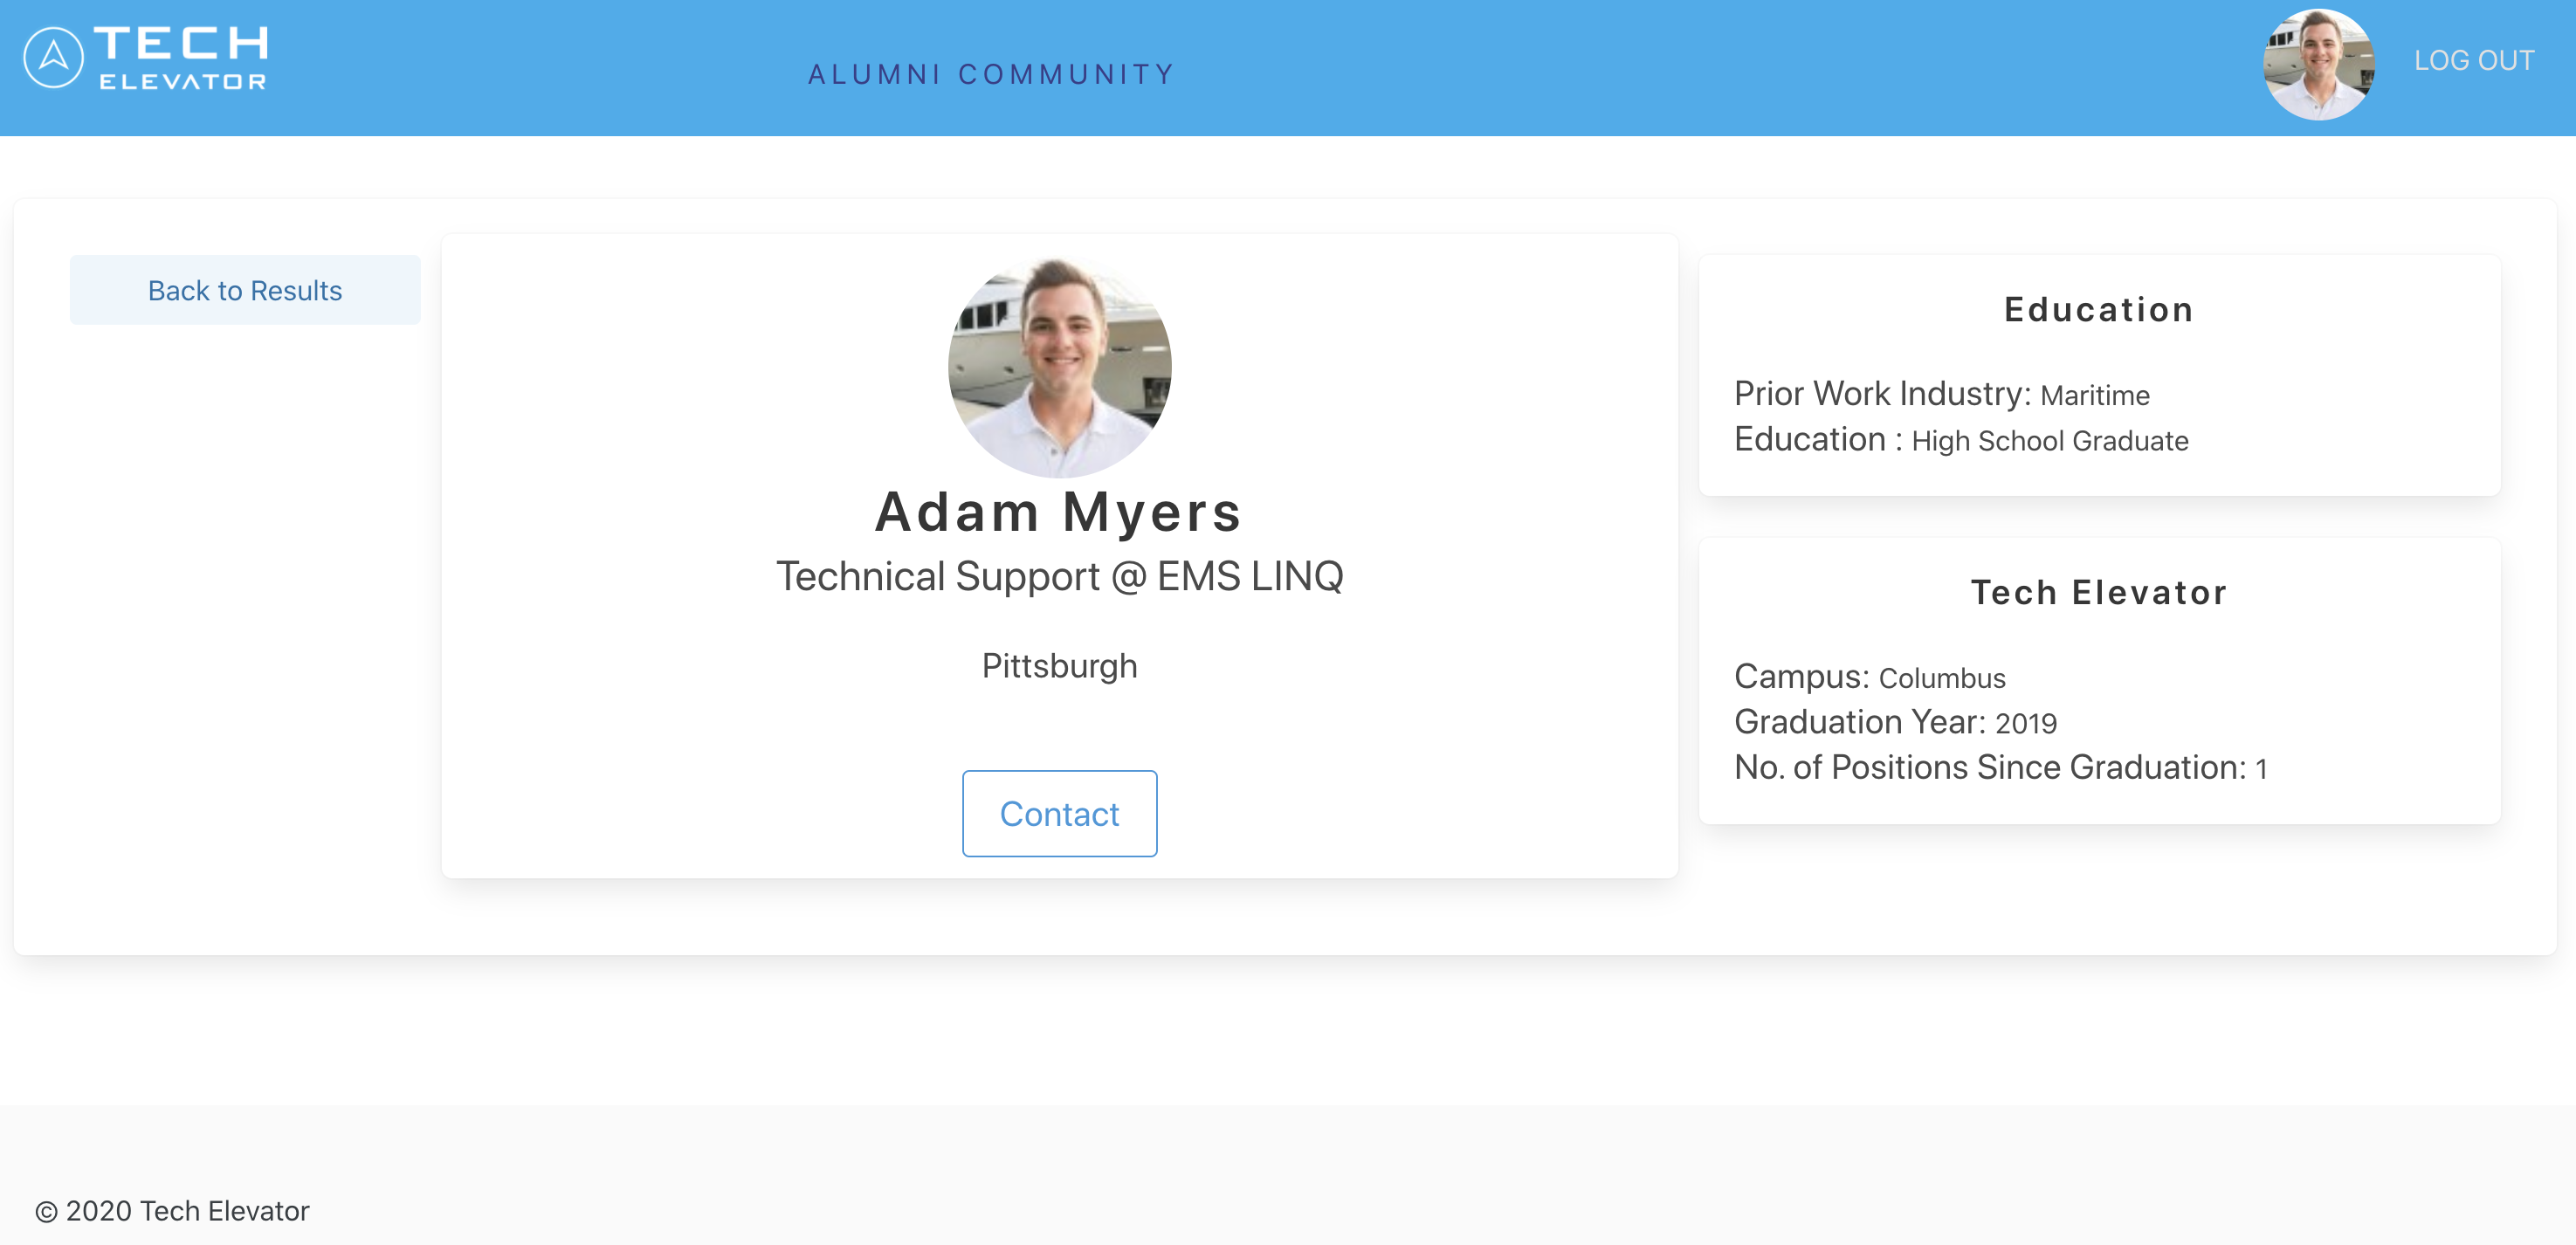 TECH
ELEVATOR
ALUMNI COMMUNITY
LOG OUT
Back to Results
Adam Myers
Technical Support @ EMS LINQ
Pittsburgh
Contact
Education
Prior Work Industry: Maritime
Education : High School Graduate
Tech Elevator
Campus: Columbus
Graduation Year: 2019
No. of Positions Since Graduation: 1
© 2020 Tech Elevator